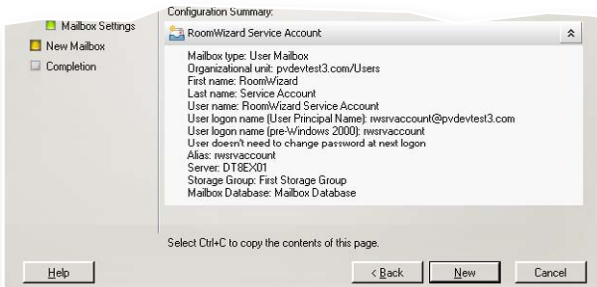 Configuration Summary:
Mailbox Settings
New Mailbox
Completion
RoomWizard Service Account
Mailbox type: User Mailbox
Organizational unit: pvdevtest3.com/Users
First name: RoomWizard
Last name: Service Account
User name: RoomWizard Service Account
User logon name (User Principal Name): rwsrvaccount@pvdevtest3.com
User logon name (pre-Windows 2000): rwsrvaccount
User doesn't need to change password at next logon
Alias: rwsrvaccount
Server: DT8EX01
Storage Group: First Storage Group
Mailbox Database: Mailbox Database
Select Ctrl+C to copy the contents of this page.
Help
< Back
New
Cancel